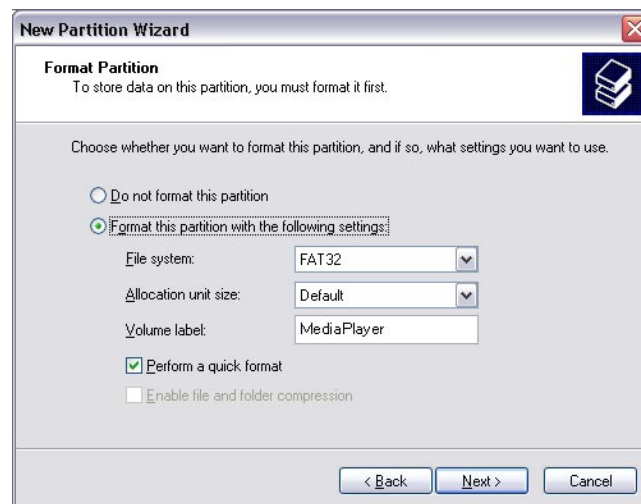 New Partition Wizard
Format Partition
To store data on this partition, you must format it first.
Choose whether you want to format this partition, and if so, what settings you want to use.
Do not format this partition
Format this partition with the following settings:
File system: FAT32
Allocation unit size: Default
Volume label: MediaPlayer
Perform a quick format
Enable file and folder compression
< Back Next > Cancel